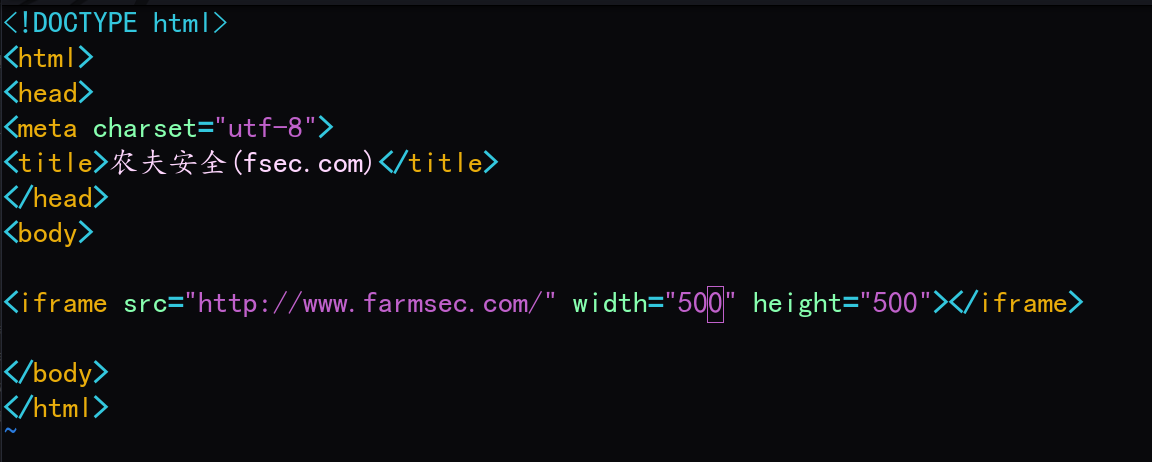 <!DOCTYPE html>
<html>
<head>
<meta charset="utf-8">
<title>农夫安全(fsec.com)</title>
</head>
<body>
<iframe src="http://www.farmsec.com/" width="500" height="500"></iframe>
</body>
</html>
~